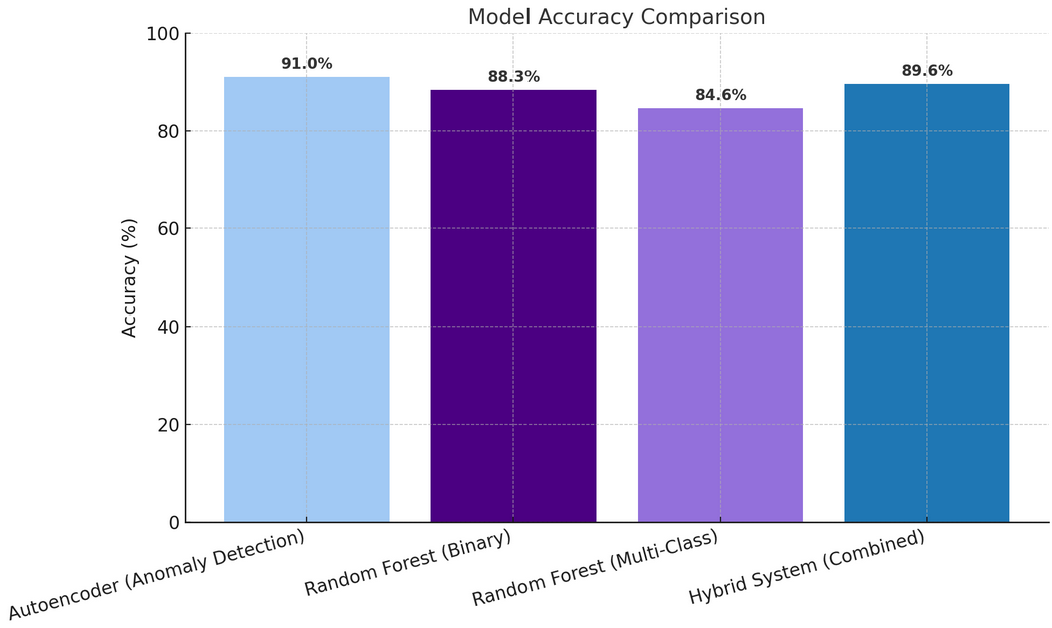 Model Accuracy Comparison
100
80
60
40
20
0
Accuracy (%)
91.0%
88.3%
84.6%
89.6%
Autoencoder (Anomaly Detection)
Random Forest (Binary)
Random Forest (Multi-Class)
Hybrid System (Combined)